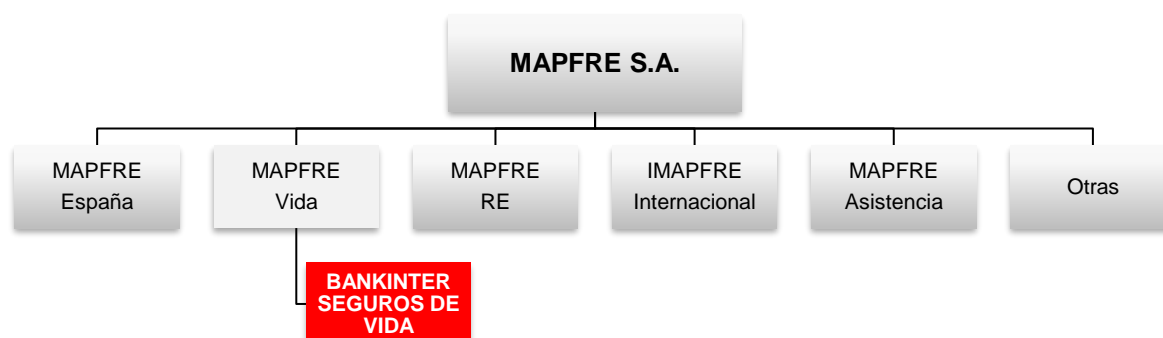 MAPFRE S.A.
MAPFRE
España
MAPFRE
Vida
MAPFRE
RE
IMAPFRE
Internacional
MAPFRE
Asistencia
Otras
BANKINTER
SEGUROS DE
VIDA